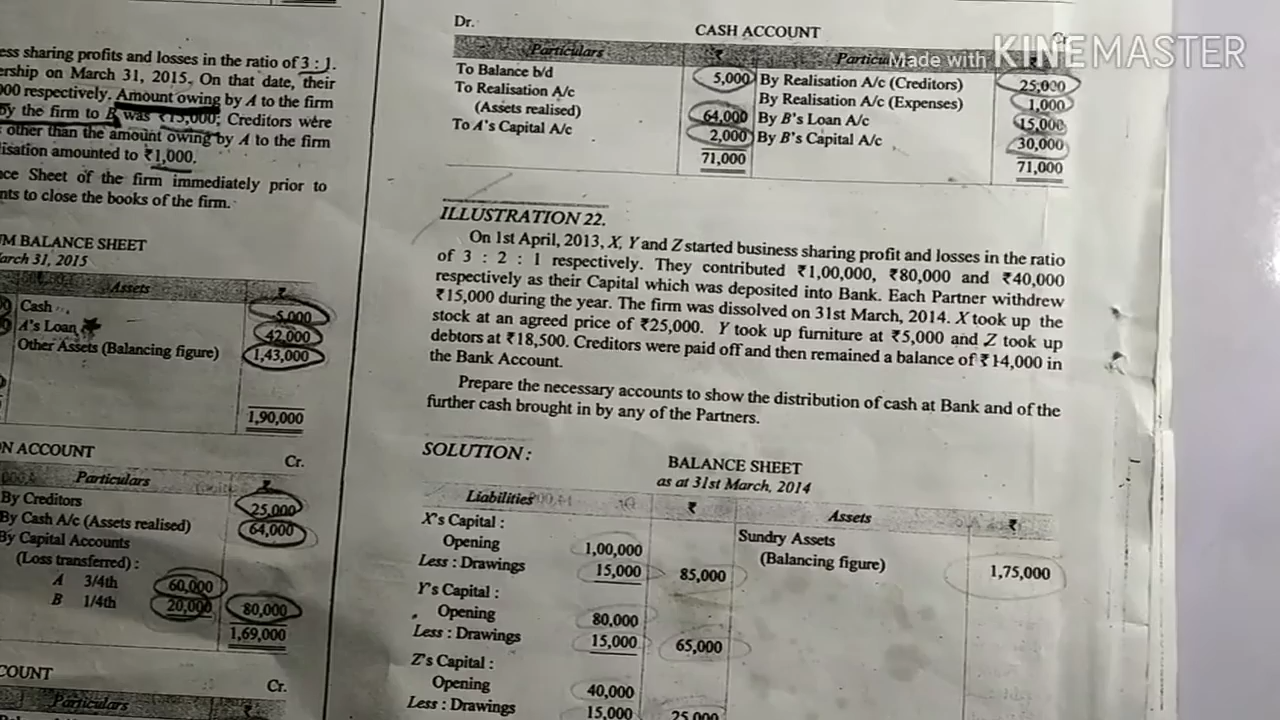 ess sharing profits and losses in the ratio of 3 : 1.
ership on March 31, 2015. On that date, their
000 respectively. Amount owing by A to the firm
by the firm to B was ₹15,000. Creditors were
other than the amount owing by A to the firm
lisation amounted to ₹1,000.
ce Sheet of the firm immediately prior to
nts to close the books of the firm.
UM BALANCE SHEET
arch 31, 2015
Assets ₹
Cash 5,000
A's Loan 42,000
Other Assets (Balancing figure) 1,43,000
1,90,000
N ACCOUNT
Cr.
Particulars ₹
By Creditors 25,000
By Cash A/c (Assets realised) 64,000
By Capital Accounts
(Loss transferred) :
A 3/4th 60,000
B 1/4th 20,000 80,000
1,69,000
COUNT
Cr.
Particulars
Dr. CASH ACCOUNT Cr.
Particulars ₹
Made with KINEMASTER
To Balance b/d 5,000 By Realisation A/c (Creditors) 25,000
To Realisation A/c By Realisation A/c (Expenses) 1,000
(Assets realised) 64,000 By B's Loan A/c 15,000
To A's Capital A/c 2,000 By B's Capital A/c 30,000
71,000 71,000
ILLUSTRATION 22.
On 1st April, 2013, X, Y and Z started business sharing profit and losses in the ratio
of 3 : 2 : 1 respectively. They contributed ₹1,00,000, ₹80,000 and ₹40,000
respectively as their Capital which was deposited into Bank. Each Partner withdrew
₹15,000 during the year. The firm was dissolved on 31st March, 2014. X took up the
stock at an agreed price of ₹25,000. Y took up furniture at ₹5,000 and Z took up
debtors at ₹18,500. Creditors were paid off and then remained a balance of ₹14,000 in
the Bank Account.
Prepare the necessary accounts to show the distribution of cash at Bank and of the
further cash brought in by any of the Partners.
SOLUTION :
BALANCE SHEET
as at 31st March, 2014
Liabilities ₹ Assets ₹
X's Capital : Sundry Assets
Opening 1,00,000 (Balancing figure) 1,75,000
Less : Drawings 15,000 85,000
Y's Capital :
Opening 80,000
Less : Drawings 15,000 65,000
Z's Capital :
Opening 40,000
Less : Drawings 15,000 25,000